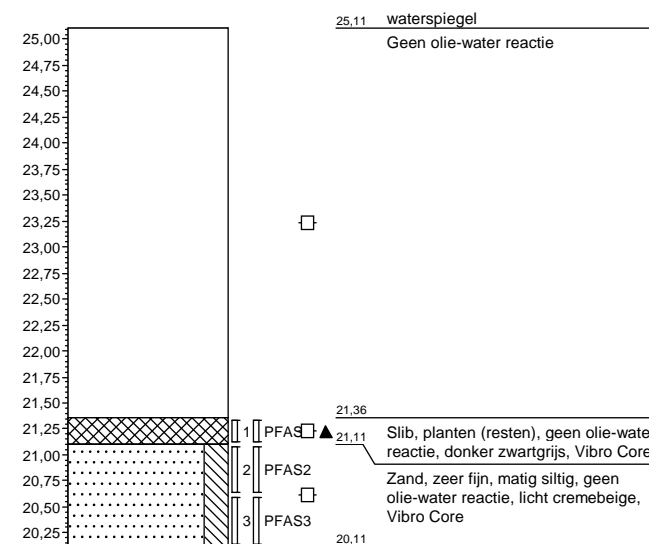 25,11 waterspiegel
Geen olie-water reactie
25,00
24,75
24,50
24,25
24,00
23,75
23,50
23,25
23,00
22,75
22,50
22,25
22,00
21,75
21,50
21,25
21,00
20,75
20,50
20,25
1 PFAS
2 PFAS2
3 PFAS3
21,36
Slib, planten (resten), geen olie-wate
21,11 reactie, donker zwartgrijs, Vibro Core
Zand, zeer fijn, matig siltig, geen
olie-water reactie, licht cremebeige,
Vibro Core
20,11